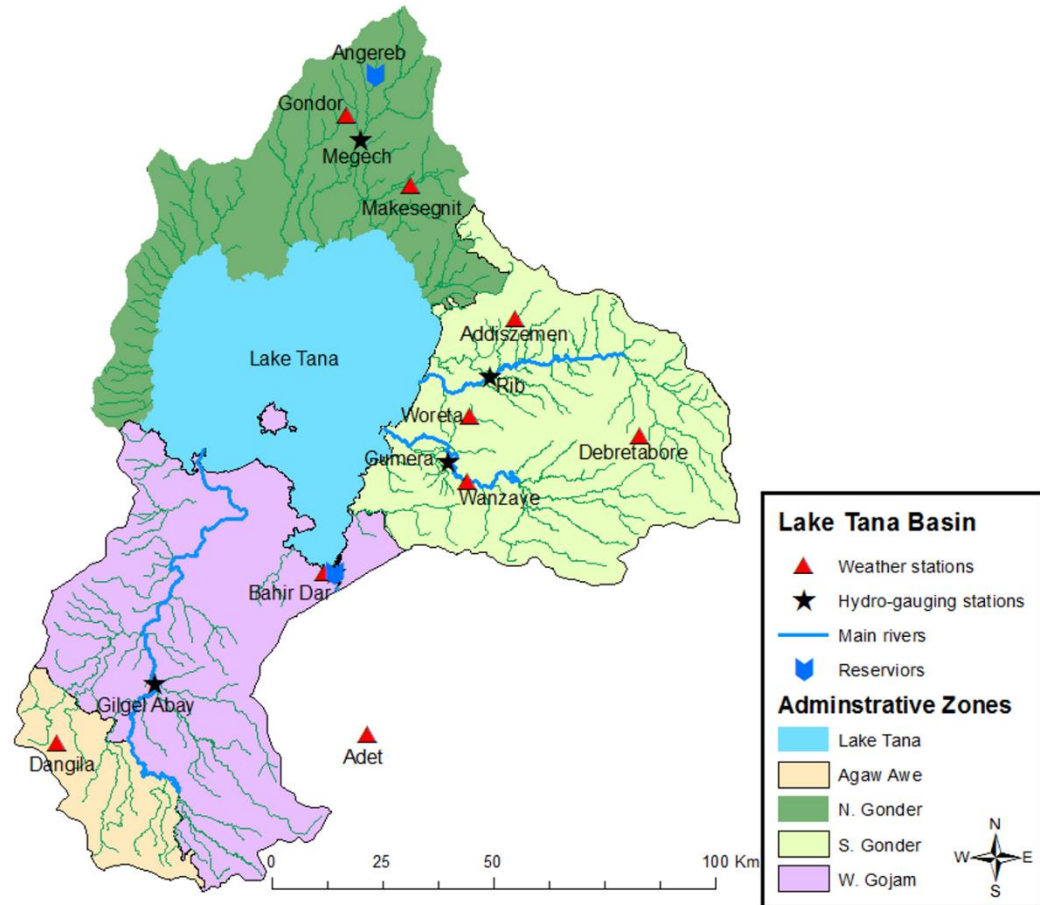 Angereb
Gondor
Megech
Makesegnit
Addiszemen
Lake Tana
Rib
Woreta
Debretabore
Gumera
Wanzaye
Bahir Dar
Gilgel Abay
Dangila
Adet
0 25 50 100 Km
Lake Tana Basin
Weather stations
Hydro-gauging stations
Main rivers
Reserviors
Adminstrative Zones
Lake Tana
Agaw Awe
N. Gonder
S. Gonder
W. Gojam
N
W E
S